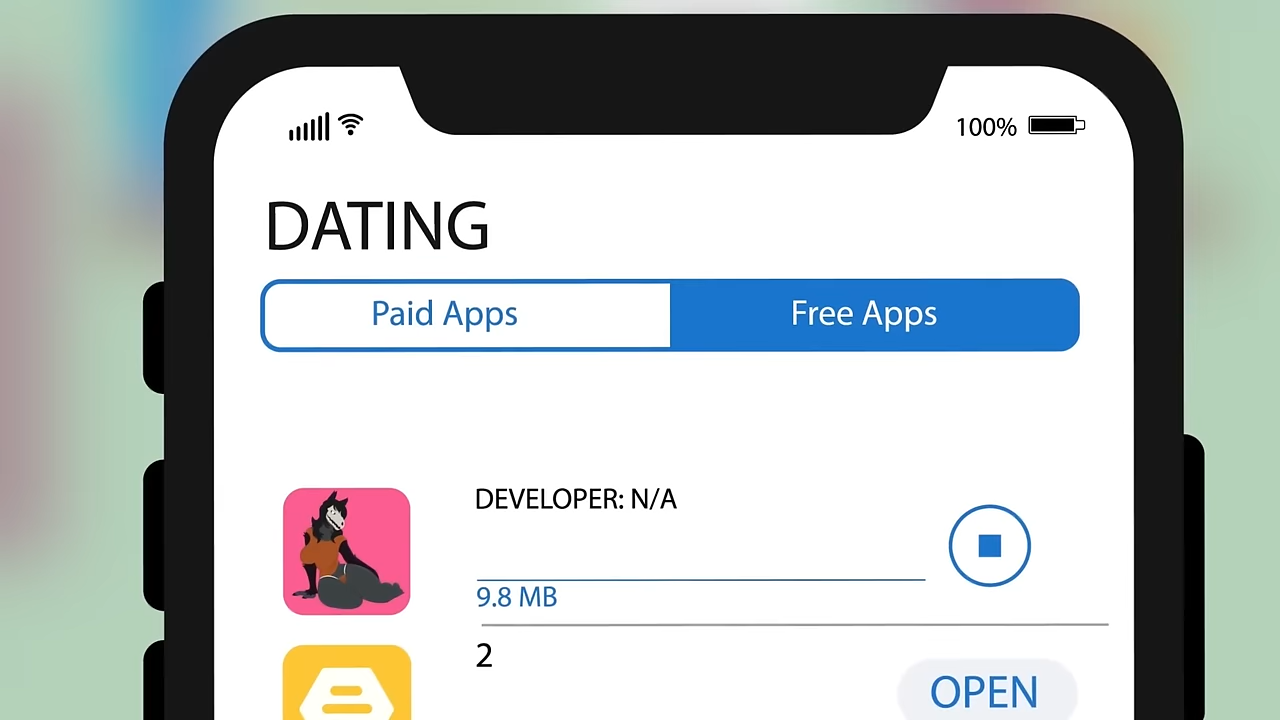 100%
DATING
Paid Apps
Free Apps
DEVELOPER: N/A
9.8 MB
2
OPEN